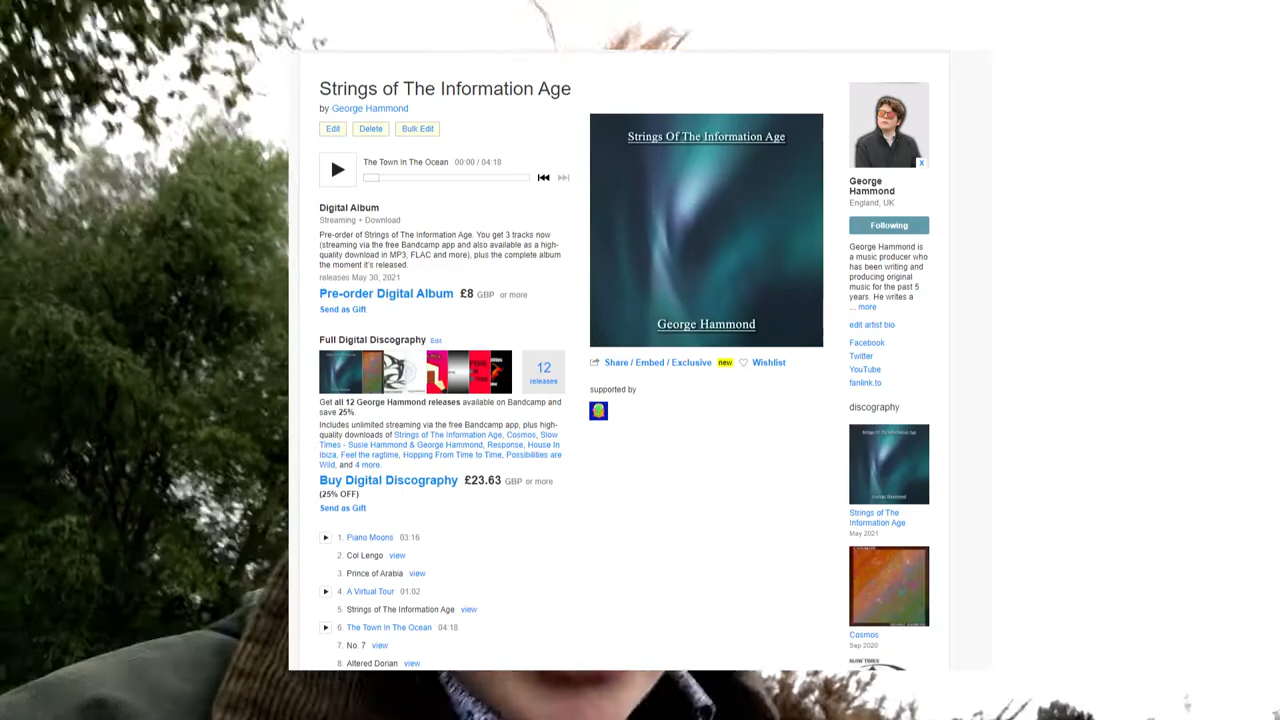 Strings of The Information Age
by George Hammond
Edit Delete Bulk Edit
The Town In The Ocean 00:00 / 04:18
Digital Album
Streaming + Download
Pre-order of Strings of The Information Age. You get 3 tracks now
(streaming via the free Bandcamp app and also available as a high-
quality download in MP3, FLAC and more), plus the complete album
the moment it's released.
releases May 30, 2021
Pre-order Digital Album £8 GBP or more
Send as Gift
Full Digital Discography Edit
12
releases
Get all 12 George Hammond releases available on Bandcamp and
save 25%.
Includes unlimited streaming via the free Bandcamp app, plus high-
quality downloads of Strings of The Information Age, Cosmos, Slow
Times - Susie Hammond & George Hammond, Response, House In
Ibiza, Feel the ragtime, Hopping From Time to Time, Possibilities are
Wild, and 4 more.
Buy Digital Discography £23.63 GBP or more
(25% OFF)
Send as Gift
1. Piano Moons 03:16
2. Col Lengo view
3. Prince of Arabia view
4. A Virtual Tour 01:02
5. Strings of The Information Age view
6. The Town In The Ocean 04:18
7. No. 7 view
8. Altered Dorian view
Strings Of The Information Age
George Hammond
Share / Embed / Exclusive new Wishlist
supported by
X
George
Hammond
England, UK
Following
George Hammond is
a music producer who
has been writing and
producing original
music for the past 5
years. He writes a
... more
edit artist bio
Facebook
Twitter
YouTube
fanlink.to
discography
Strings Of The Information Age
George Hammond
Strings of The
Information Age
May 2021
Cosmos
Sep 2020
SLOW TIMES